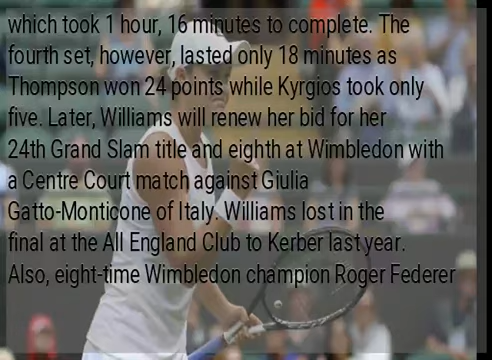 which took 1 hour, 16 minutes to complete. The
fourth set, however, lasted only 18 minutes as
Thompson won 24 points while Kyrgios took only
five. Later, Williams will renew her bid for her
24th Grand Slam title and eighth at Wimbledon with
a Centre Court match against Giulia
Gatto-Monticone of Italy. Williams lost in the
final at the All England Club to Kerber last year.
Also, eight-time Wimbledon champion Roger Federer